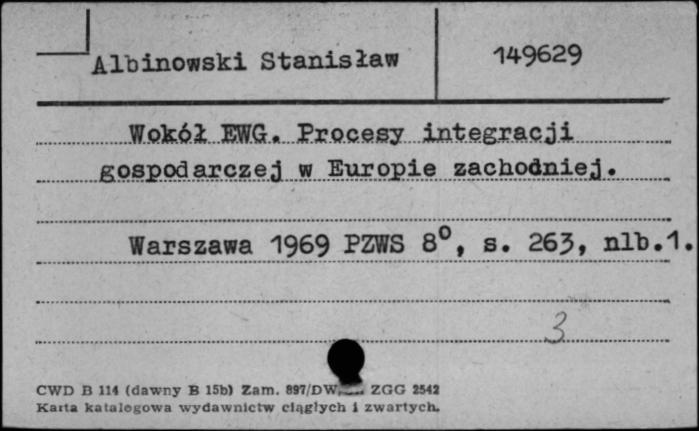 Albinowski Stanisław
149629
Wokół EWG. Procesy integracji
gospodarczej w Europie zachodniej.
Warszawa 1969 PZWS 8°, s. 263, nlb.1.
3
CWD B 114 (dawny B 15b) Zam. 897/DW ZGG 2542
Karta katalogowa wydawnictw ciągłych i zwartych.